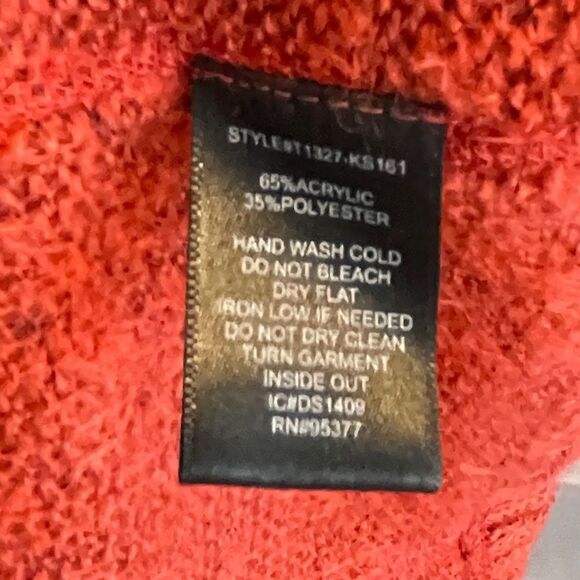 STYLE#T1327-KS161
65%ACRYLIC
35%POLYESTER
HAND WASH COLD
DO NOT BLEACH
DRY FLAT
IRON LOW IF NEEDED
DO NOT DRY CLEAN
TURN GARMENT
INSIDE OUT
IC#DS1409
RN#95377